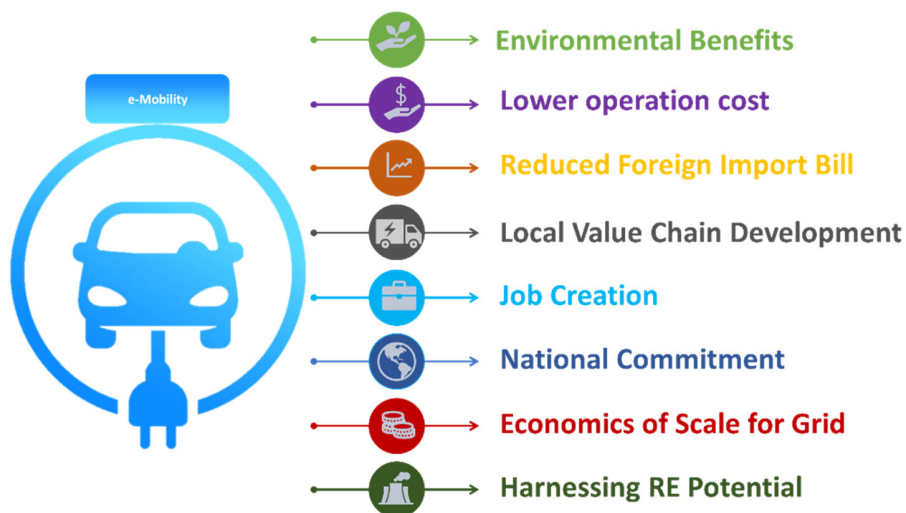 e-Mobility
Environmental Benefits
Lower operation cost
Reduced Foreign Import Bill
Local Value Chain Development
Job Creation
National Commitment
Economics of Scale for Grid
Harnessing RE Potential